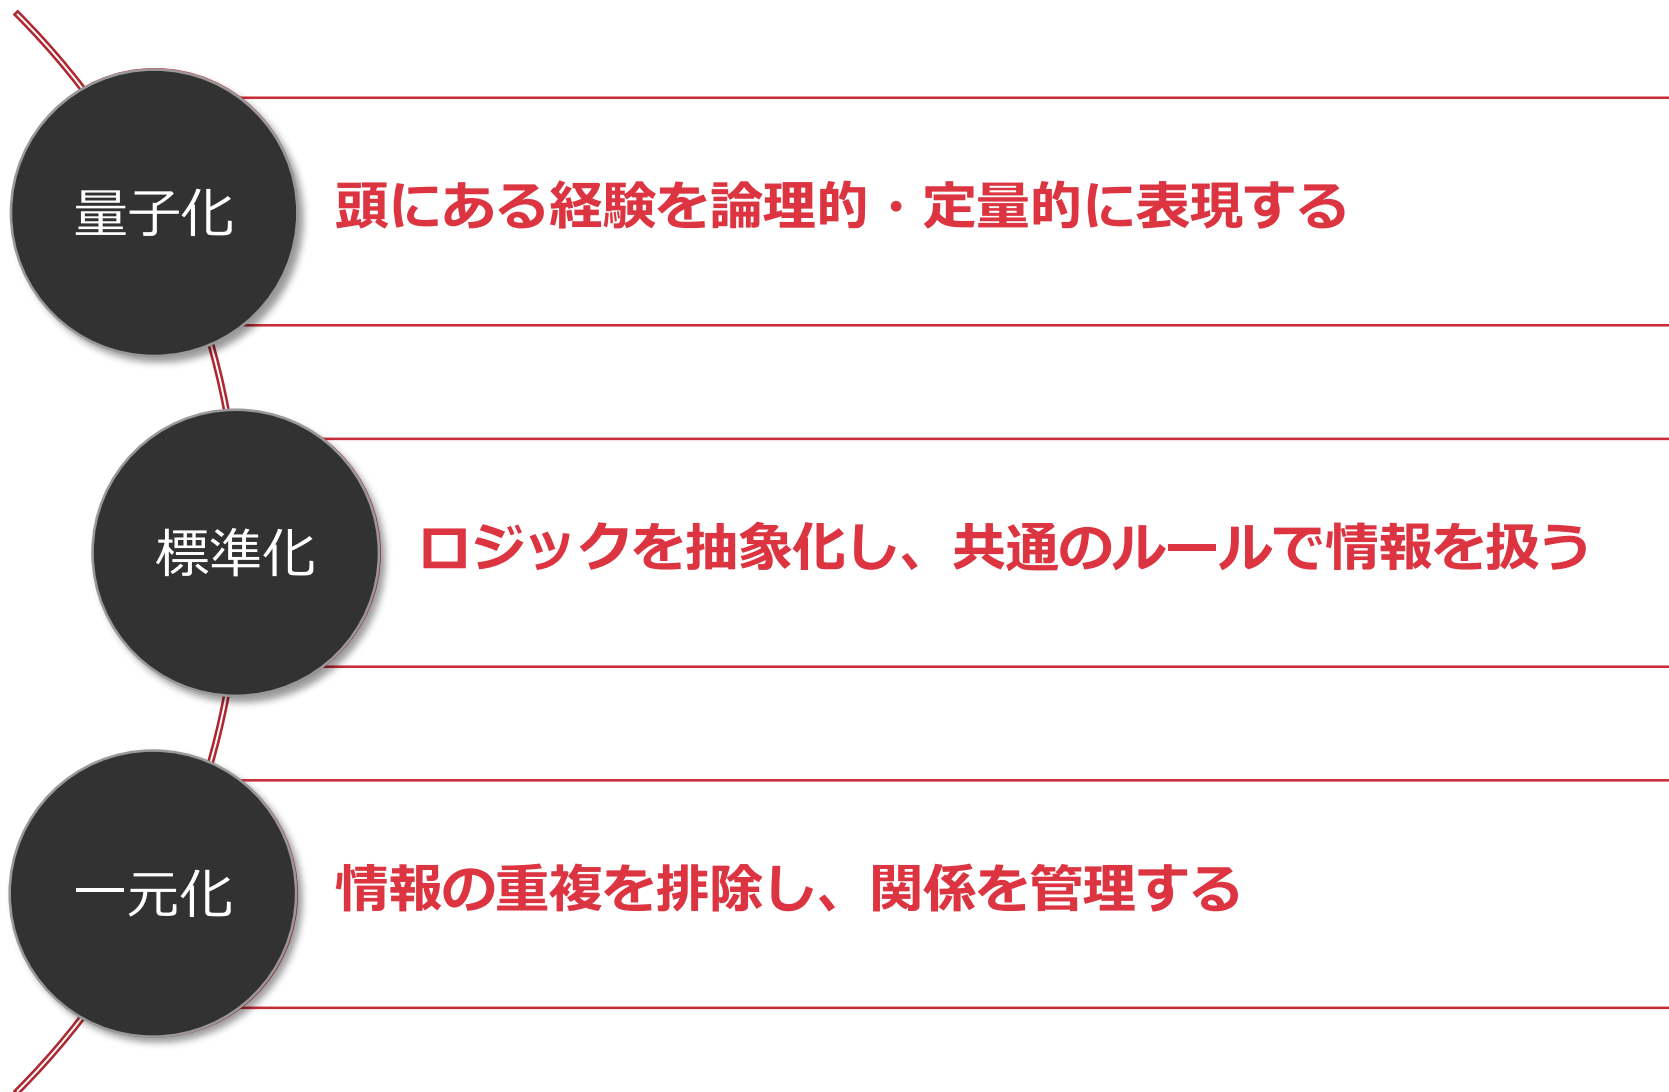 量子化
頭にある経験を論理的・定量的に表現する
標準化
ロジックを抽象化し、共通のルールで情報を扱う
一元化
情報の重複を排除し、関係を管理する